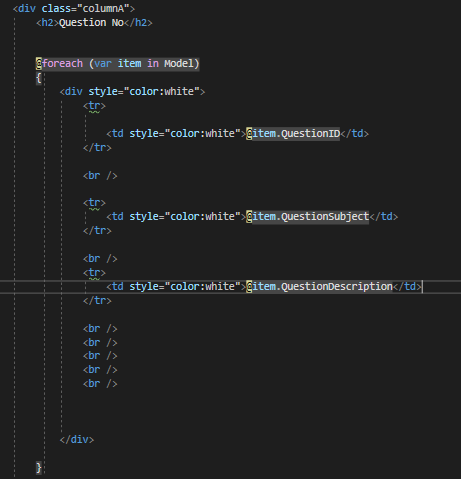 <div class="columnA">
<h2>Question No</h2>
@foreach (var item in Model)
{
<div style="color:white">
<tr>
<td style="color:white">@item.QuestionID</td>
</tr>
<br />
<tr>
<td style="color:white">@item.QuestionSubject</td>
</tr>
<br />
<tr>
<td style="color:white">@item.QuestionDescription</td>
</tr>
<br />
<br />
<br />
<br />
<br />
</div>
}